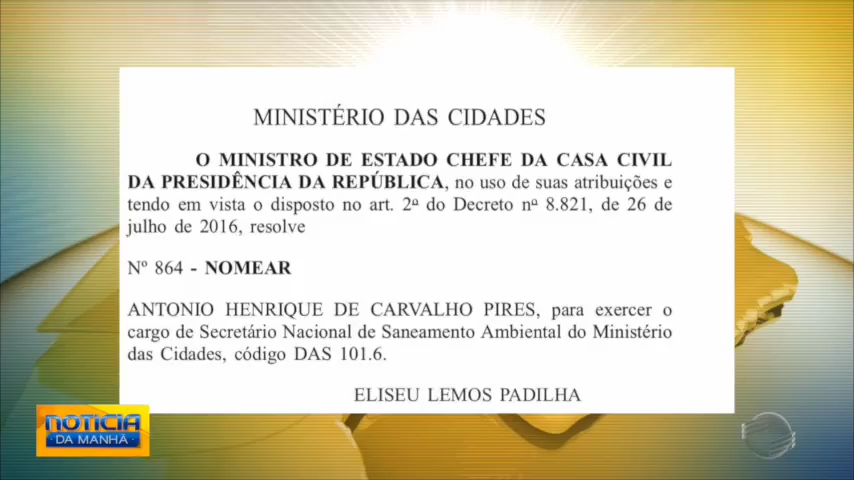 MINISTÉRIO DAS CIDADES
O MINISTRO DE ESTADO CHEFE DA CASA CIVIL
DA PRESIDÊNCIA DA REPÚBLICA, no uso de suas atribuições e
tendo em vista o disposto no art. 2º do Decreto nº 8.821, de 26 de
julho de 2016, resolve
Nº 864 - NOMEAR
ANTONIO HENRIQUE DE CARVALHO PIRES, para exercer o
cargo de Secretário Nacional de Saneamento Ambiental do Ministério
das Cidades, código DAS 101.6.
ELISEU LEMOS PADILHA
NOTICIA
DA MANHÃ